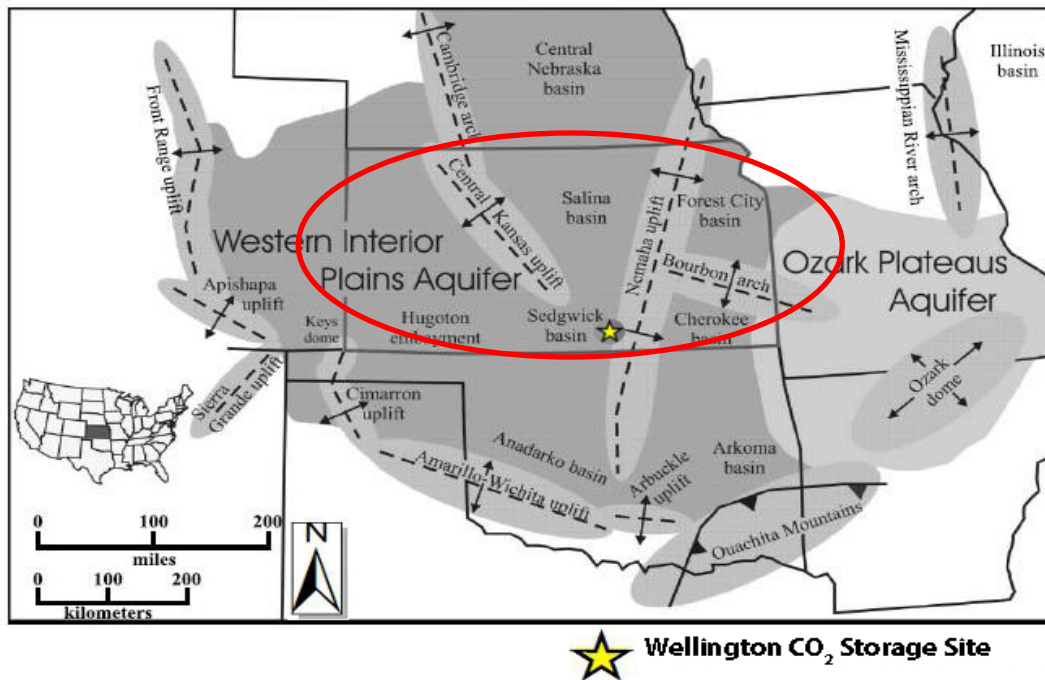 Central
Nebraska
basin
Cambridge arch
Front Range uplift
Mississippian
River arch
Illinois
basin
Central Kansas uplift
Salina
basin
Nemaha uplift
Forest City
basin
Western Interior
Plains Aquifer
Bourbon arch
Ozark Plateaus
Aquifer
Apishapa
uplift
Keys
dome
Hugoton
embayment
Sedgwick
basin
Cherokee
basin
Sierra
Grande uplift
Cimarron
uplift
Ozark
dome
Anadarko basin
Amarillo-Wichita uplift
Arbuckle
uplift
Arkoma
basin
Ouachita Mountains
0 100 200
miles
0 100 200
kilometers
N
Wellington CO2 Storage Site